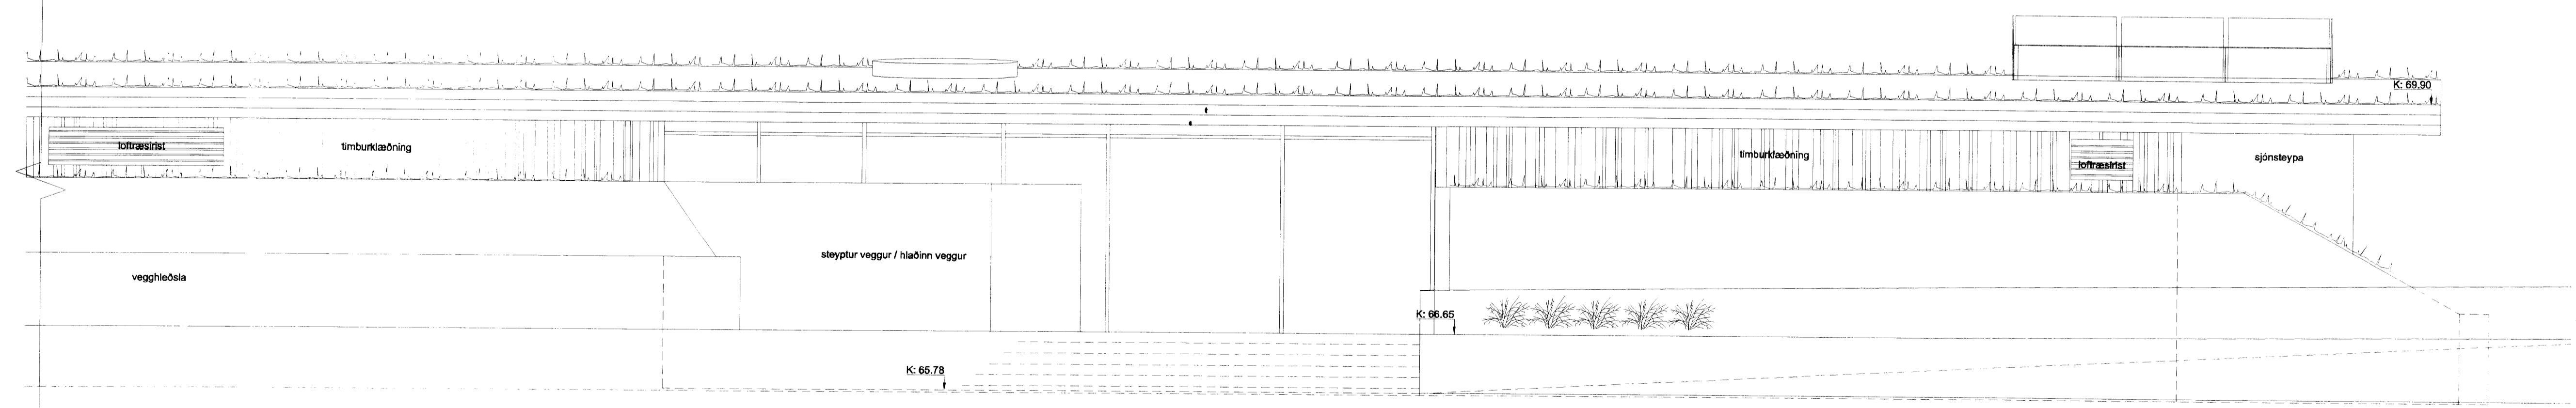 K: 69.90
loftræsirist
timburklæðning
timburklæðning
loftræsirist
sjónsteypa
steyptur veggur / hlaðinn veggur
vegghleðsla
K: 66.65
K: 65.78